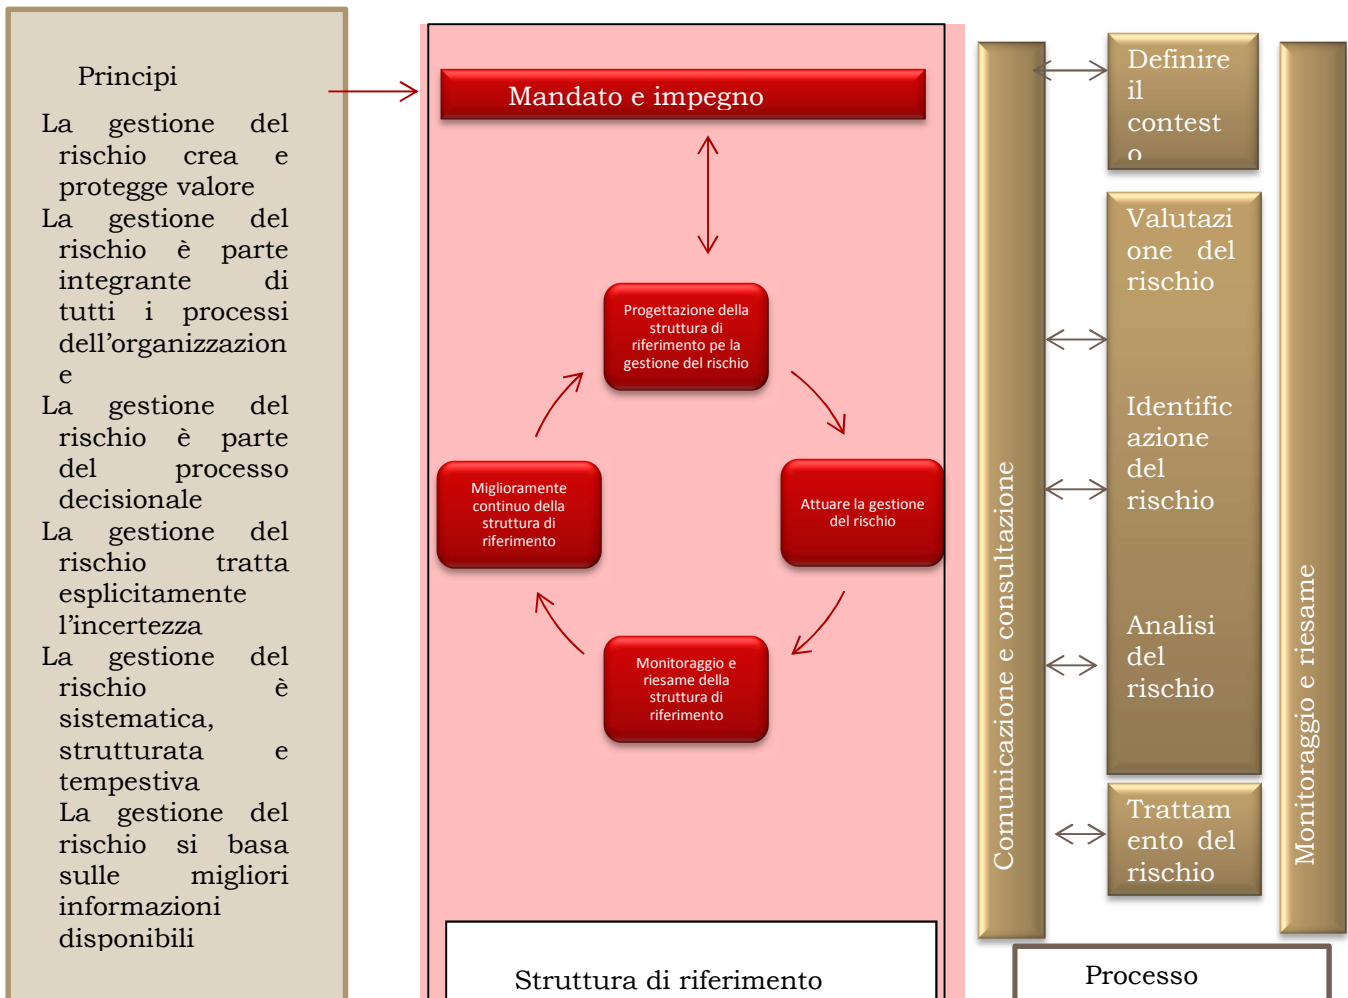 Principi
La gestione del
rischio crea e
protegge valore
La gestione del
rischio è parte
integrante di
tutti i processi
dell’organizzazion
e
La gestione del
rischio è parte
del processo
decisionale
La gestione del
rischio tratta
esplicitamente
l’incertezza
La gestione del
rischio è
sistematica,
strutturata e
tempestiva
La gestione del
rischio si basa
sulle migliori
informazioni
disponibili
Mandato e impegno
Progettazione della
struttura di
riferimento pe la
gestione del rischio
Attuare la gestione
del rischio
Monitoraggio e
riesame della
struttura di
riferimento
Miglioramente
continuo della
struttura di
riferimento
Struttura di riferimento
Comunicazione e consultazione
Definire
il
contest
o
Valutazi
one del
rischio
Identific
azione
del
rischio
Analisi
del
rischio
Trattam
ento del
rischio
Monitoraggio e riesame
Processo